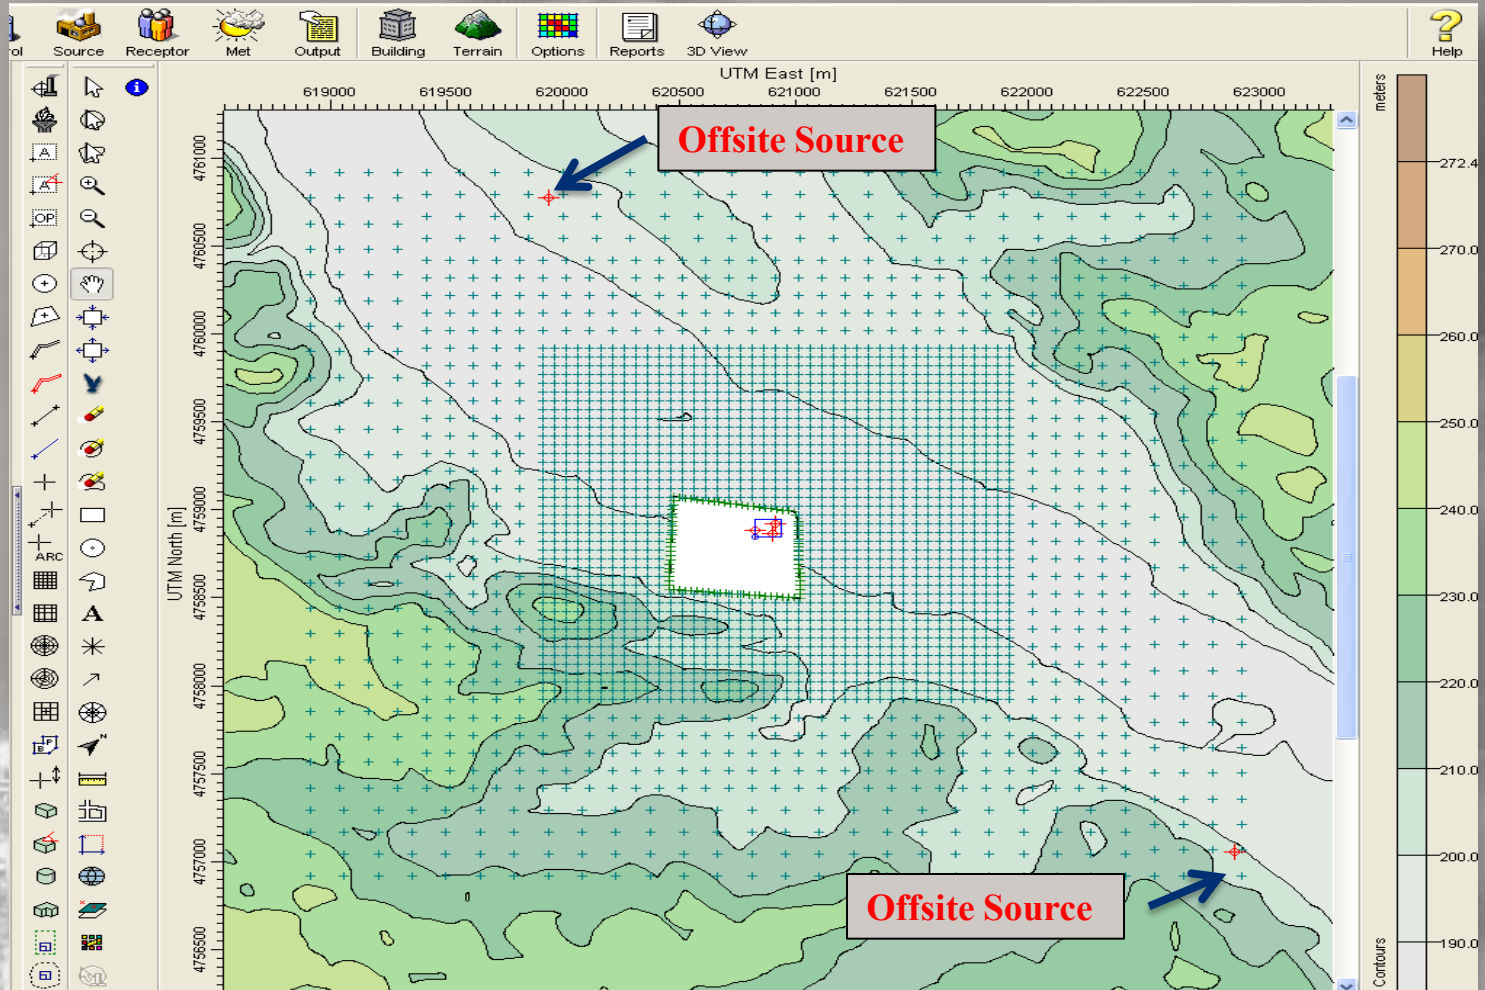 ol Source Receptor Met Output Building Terrain Options Reports 3D View Help
UTM East [m]
619000 619500 620000 620500 621000 621500 622000 622500 623000
Offsite Source
UTM North [m]
4761000
4760500
4760000
4759500
4759000
4758500
4758000
4757500
4757000
4756500
Offsite Source
meters
272.4
270.0
260.0
250.0
240.0
230.0
220.0
210.0
200.0
190.0
Contours
A
A
OP
ARC
A
B P
N